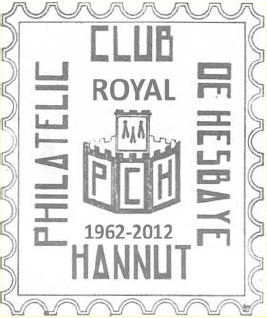 CLUB
ROYAL
PHILATELIC
DE HESBAYE
PCH
1962-2012
HANNUT